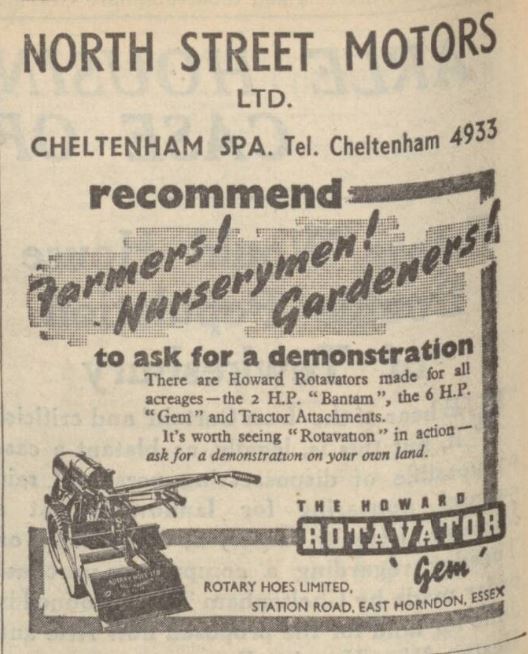 NORTH STREET MOTORS
LTD.
CHELTENHAM SPA. Tel. Cheltenham 4933
recommend
Farmers!
Nurserymen!
Gardeners!
to ask for a demonstration
There are Howard Rotavators made for all
acreages — the 2 H.P. "Bantam", the 6 H.P.
"Gem" and Tractor Attachments.
It's worth seeing "Rotavation" in action —
ask for a demonstration on your own land.
THE HOWARD
ROTAVATOR
'Gem'
ROTARY HOES LTD
ROTARY HOES LIMITED,
STATION ROAD, EAST HORNDON, ESSEX